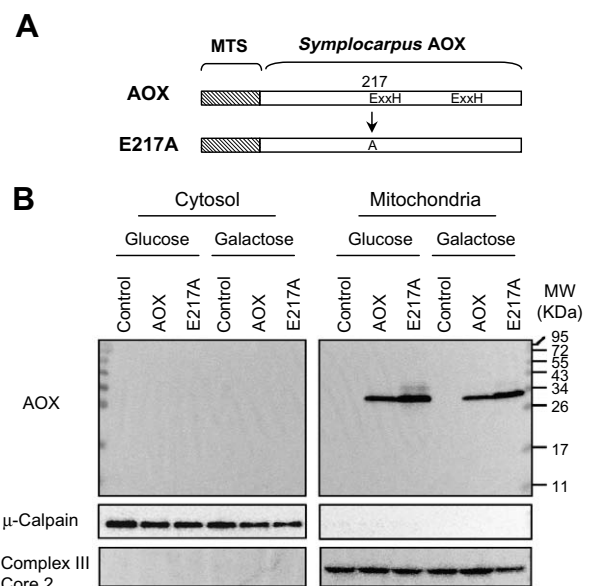 A
MTS
Symplocarpus AOX
217
AOX
ExxH ExxH
E217A
A
B
Cytosol
Mitochondria
Glucose Galactose
Glucose Galactose
Control AOX E217A Control AOX E217A
Control AOX E217A Control AOX E217A
MW
(KDa)
AOX
95
72
55
43
34
26
17
11
μ-Calpain
Complex III
Core 2